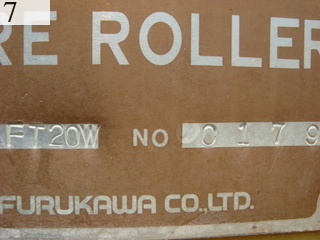 7
RE ROLLER
FT20W NO C179
FURUKAWA CO.,LTD.